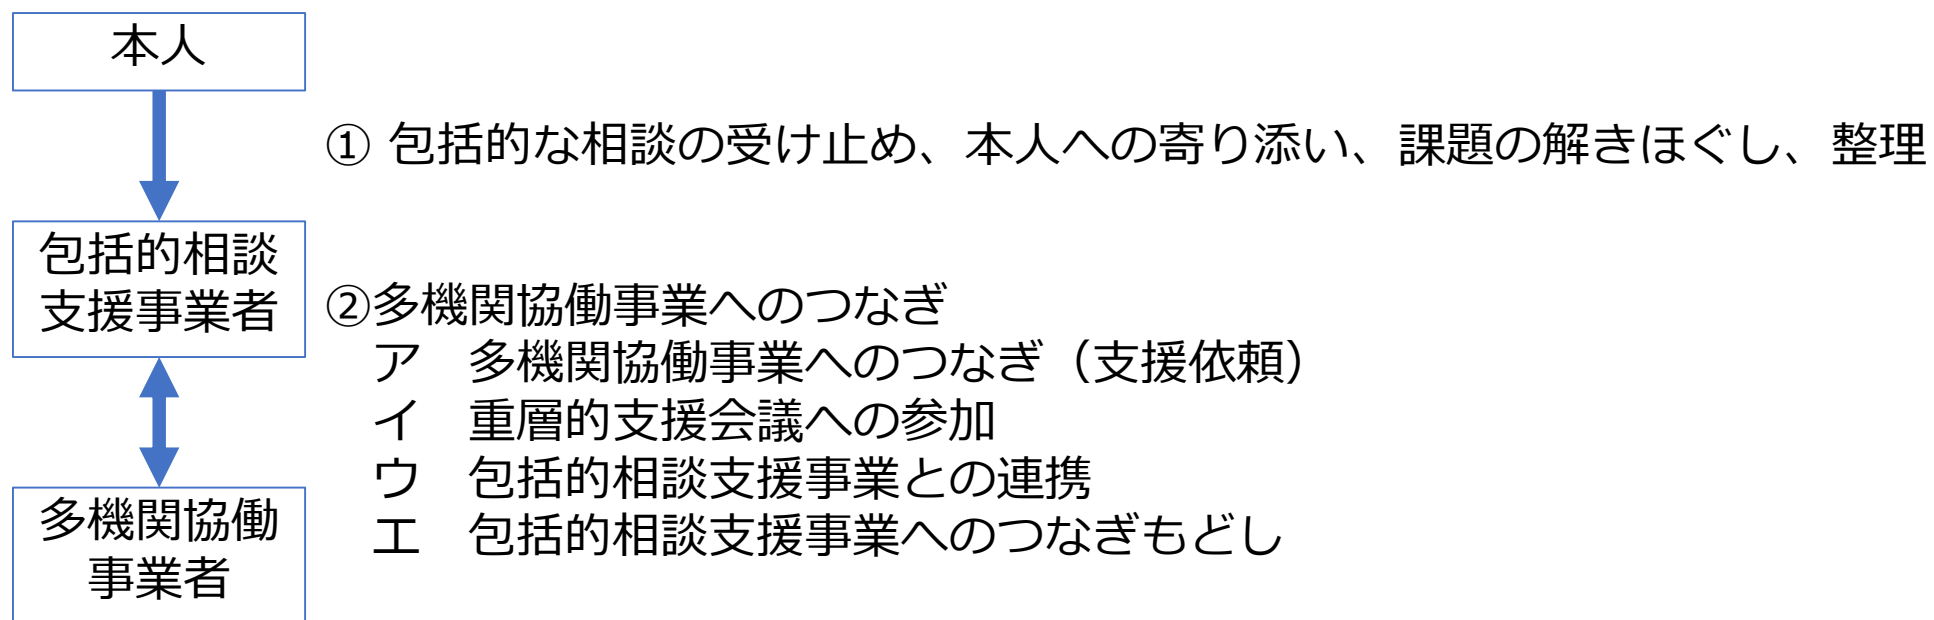 本人
① 包括的な相談の受け止め、本人への寄り添い、課題の解きほぐし、整理
包括的相談
支援事業者
②多機関協働事業へのつなぎ
ア　多機関協働事業へのつなぎ（支援依頼）
イ　重層的支援会議への参加
ウ　包括的相談支援事業との連携
エ　包括的相談支援事業へのつなぎもどし
多機関協働
事業者